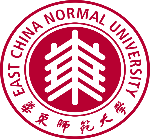 EAST CHINA NORMAL UNIVERSITY
華東師範大學